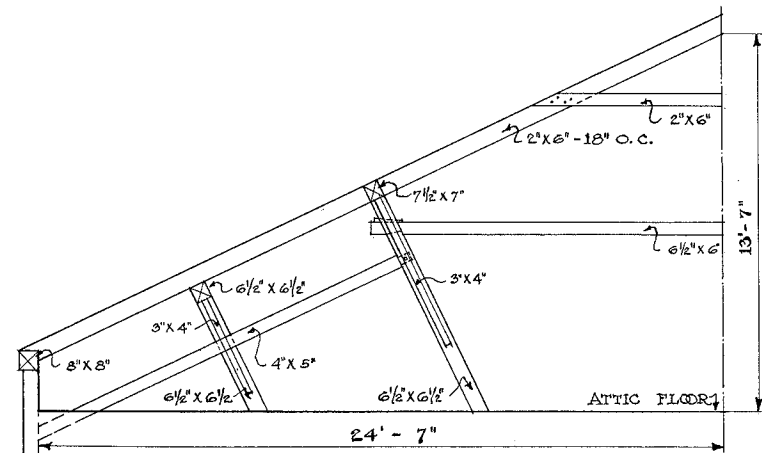 2"X6"
2"X6"-18" O.C.
7½"X7"
6½"X6"
13'-7"
6½"X6½"
3"X4"
3"X4"
8"X8"
4"X5"
6½"X6½
6½"X6½"
ATTIC FLOOR
24'-7"